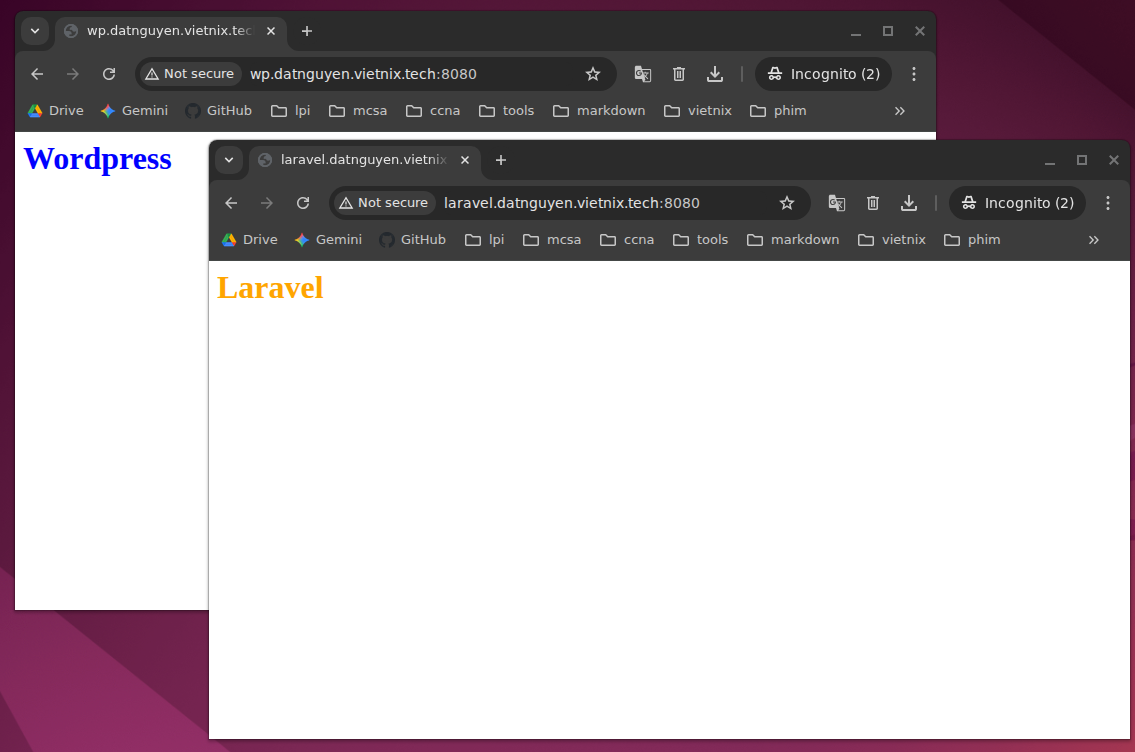 wp.datnguyen.vietnix.tec
Not secure wp.datnguyen.vietnix.tech:8080 Incognito (2)
Drive Gemini GitHub lpi mcsa ccna tools markdown vietnix phim
Wordpress
laravel.datnguyen.vietnix
Not secure laravel.datnguyen.vietnix.tech:8080 Incognito (2)
Drive Gemini GitHub lpi mcsa ccna tools markdown vietnix phim
Laravel